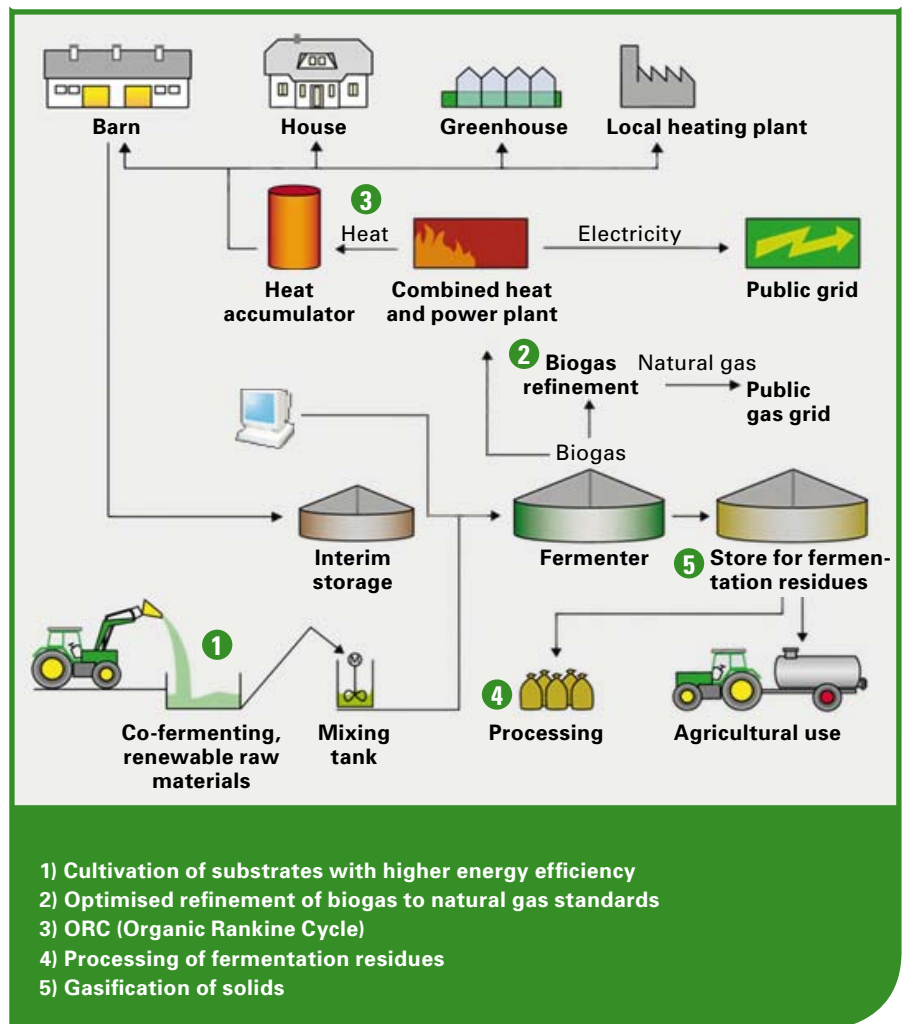 Barn
House
Greenhouse
Local heating plant
3
Heat
Electricity
Heat
accumulator
Combined heat
and power plant
Public grid
2
Biogas
refinement
Natural gas
Public
gas grid
Biogas
Interim
storage
Fermenter
5
Store for fermen-
tation residues
1
M
4
Co-fermenting,
renewable raw
materials
Mixing
tank
Processing
Agricultural use
1) Cultivation of substrates with higher energy efficiency
2) Optimised refinement of biogas to natural gas standards
3) ORC (Organic Rankine Cycle)
4) Processing of fermentation residues
5) Gasification of solids